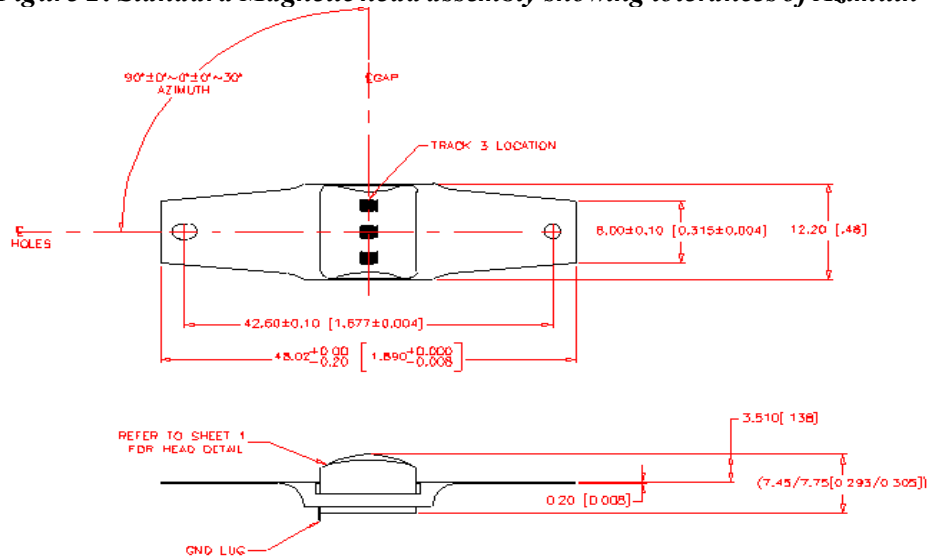 Figure 2: Standard Magnetic head assembly showing tolerances of Azimuth
90°±0°~0°±0°~30°
AZIMUTH
℄GAP
TRACK 3 LOCATION
℄
HOLES
8.00±0.10 [0.315±0.004]
12.20 [.48]
42.60±0.10 [1.677±0.004]
48.02+0.00 -0.20 [1.890+0.000 -0.008]
3.510[ 138]
REFER TO SHEET 1
FOR HEAD DETAIL
(7.45/7.75[0 293/0 305])
0.20 [0.008]
GND LUG